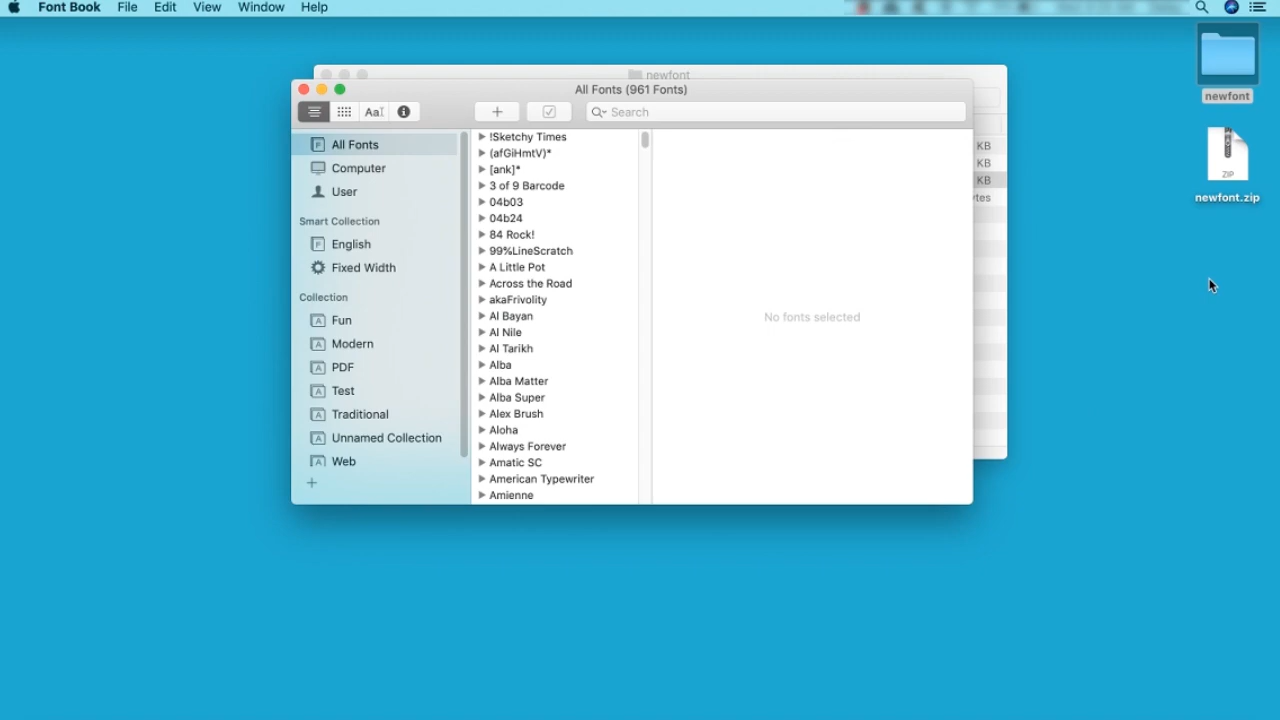 Font Book File Edit View Window Help
newfont
All Fonts (961 Fonts)
AaI
Search
All Fonts
Computer
User
Smart Collection
English
Fixed Width
Collection
Fun
Modern
PDF
Test
Traditional
Unnamed Collection
Web
!Sketchy Times
(afGiHmtV)*
[ank]*
3 of 9 Barcode
04b03
04b24
84 Rock!
99%LineScratch
A Little Pot
Across the Road
akaFrivolity
Al Bayan
Al Nile
Al Tarikh
Alba
Alba Matter
Alba Super
Alex Brush
Aloha
Always Forever
Amatic SC
American Typewriter
Amienne
No fonts selected
KB
KB
KB
tes
newfont
ZIP
newfont.zip